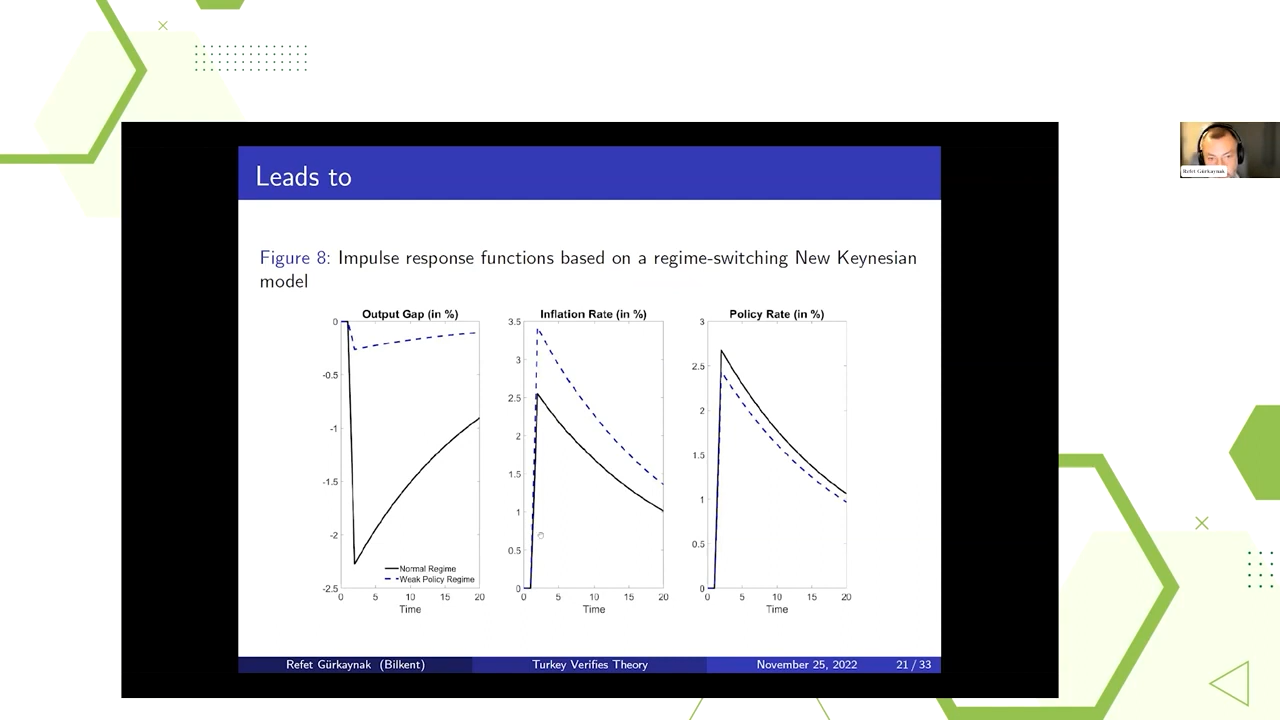 Leads to
Refet Gürkaynak
Figure 8: Impulse response functions based on a regime-switching New Keynesian
model
Output Gap (in %)
0
-0.5
-1
-1.5
-2
-2.5
0 5 10 15 20
Time
Normal Regime
Weak Policy Regime
Inflation Rate (in %)
3.5
3
2.5
2
1.5
1
0.5
0
0 5 10 15 20
Time
Policy Rate (in %)
3
2.5
2
1.5
1
0.5
0
0 5 10 15 20
Time
Refet Gürkaynak (Bilkent) Turkey Verifies Theory November 25, 2022 21 / 33